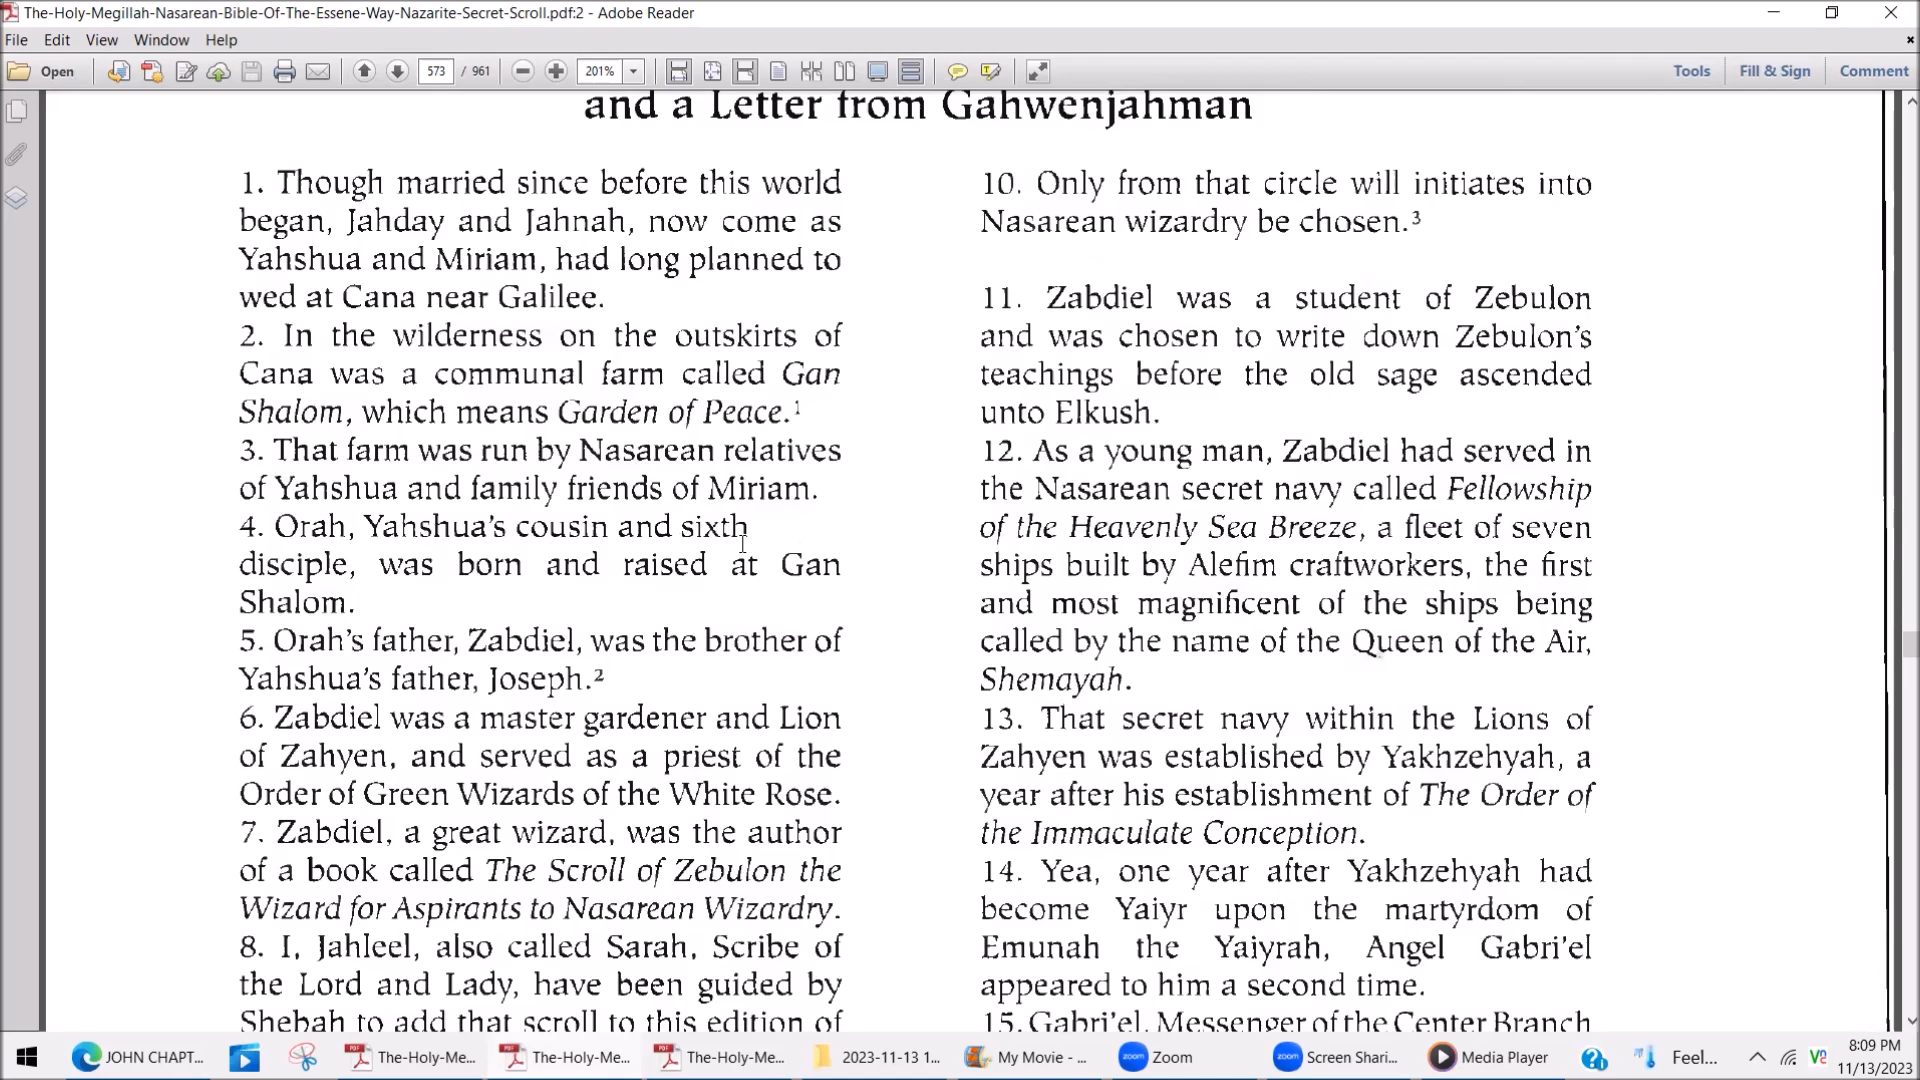 The-Holy-Megillah-Nasarean-Bible-Of-The-Essene-Way-Nazarite-Secret-Scroll.pdf:2 - Adobe Reader
File Edit View Window Help
Open 573 / 961 201% Tools Fill & Sign Comment
and a Letter from Gahwenjahman
1. Though married since before this world
began, Jahday and Jahnah, now come as
Yahshua and Miriam, had long planned to
wed at Cana near Galilee.
2. In the wilderness on the outskirts of
Cana was a communal farm called Gan
Shalom, which means Garden of Peace.¹
3. That farm was run by Nasarean relatives
of Yahshua and family friends of Miriam.
4. Orah, Yahshua's cousin and sixth
disciple, was born and raised at Gan
Shalom.
5. Orah's father, Zabdiel, was the brother of
Yahshua's father, Joseph.²
6. Zabdiel was a master gardener and Lion
of Zahyen, and served as a priest of the
Order of Green Wizards of the White Rose.
7. Zabdiel, a great wizard, was the author
of a book called The Scroll of Zebulon the
Wizard for Aspirants to Nasarean Wizardry.
8. I, Jahleel, also called Sarah, Scribe of
the Lord and Lady, have been guided by
Shebah to add that scroll to this edition of
10. Only from that circle will initiates into
Nasarean wizardry be chosen.³
11. Zabdiel was a student of Zebulon
and was chosen to write down Zebulon's
teachings before the old sage ascended
unto Elkush.
12. As a young man, Zabdiel had served in
the Nasarean secret navy called Fellowship
of the Heavenly Sea Breeze, a fleet of seven
ships built by Alefim craftworkers, the first
and most magnificent of the ships being
called by the name of the Queen of the Air,
Shemayah.
13. That secret navy within the Lions of
Zahyen was established by Yakhzehyah, a
year after his establishment of The Order of
the Immaculate Conception.
14. Yea, one year after Yakhzehyah had
become Yaiyr upon the martyrdom of
Emunah the Yaiyrah, Angel Gabri'el
appeared to him a second time.
15. Gabri'el, Messenger of the Center Branch
JOHN CHAPT... The-Holy-Me... The-Holy-Me... The-Holy-Me... 2023-11-13 1... My Movie - ... zoom Zoom zoom Screen Shari... Media Player Feel... 8:09 PM
11/13/2023